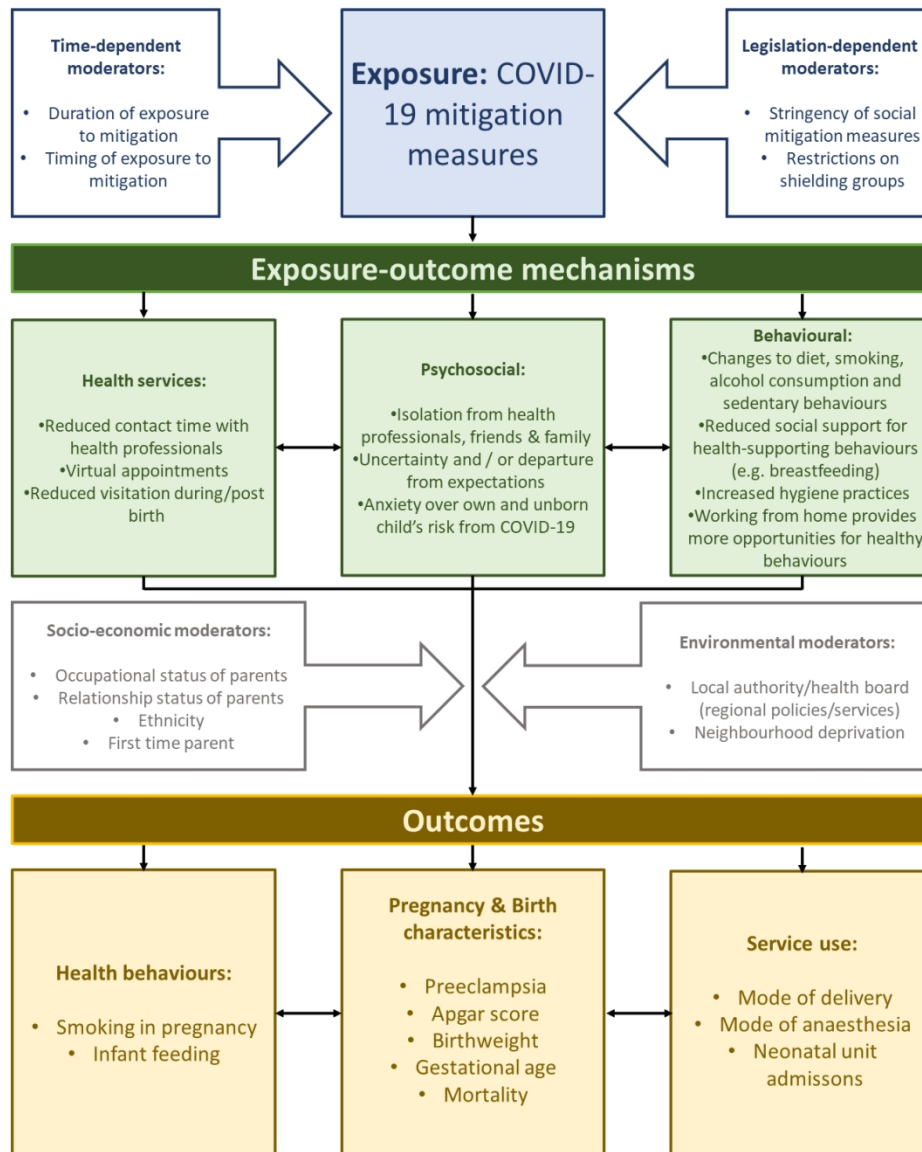 Time-dependent
moderators:
• Duration of exposure
to mitigation
• Timing of exposure to
mitigation
Exposure: COVID-
19 mitigation
measures
Legislation-dependent
moderators:
• Stringency of social
mitigation measures
• Restrictions on
shielding groups
Exposure-outcome mechanisms
Health services:
•Reduced contact time with
health professionals
•Virtual appointments
•Reduced visitation during/post
birth
Psychosocial:
•Isolation from health
professionals, friends & family
•Uncertainty and / or departure
from expectations
•Anxiety over own and unborn
child's risk from COVID-19
Behavioural:
•Changes to diet, smoking,
alcohol consumption and
sedentary behaviours
•Reduced social support for
health-supporting behaviours
(e.g. breastfeeding)
•Increased hygiene practices
•Working from home provides
more opportunities for healthy
behaviours
Socio-economic moderators:
• Occupational status of parents
• Relationship status of parents
• Ethnicity
• First time parent
Environmental moderators:
• Local authority/health board
(regional policies/services)
• Neighbourhood deprivation
Outcomes
Health behaviours:
• Smoking in pregnancy
• Infant feeding
Pregnancy & Birth
characteristics:
• Preeclampsia
• Apgar score
• Birthweight
• Gestational age
• Mortality
Service use:
• Mode of delivery
• Mode of anaesthesia
• Neonatal unit
admissons